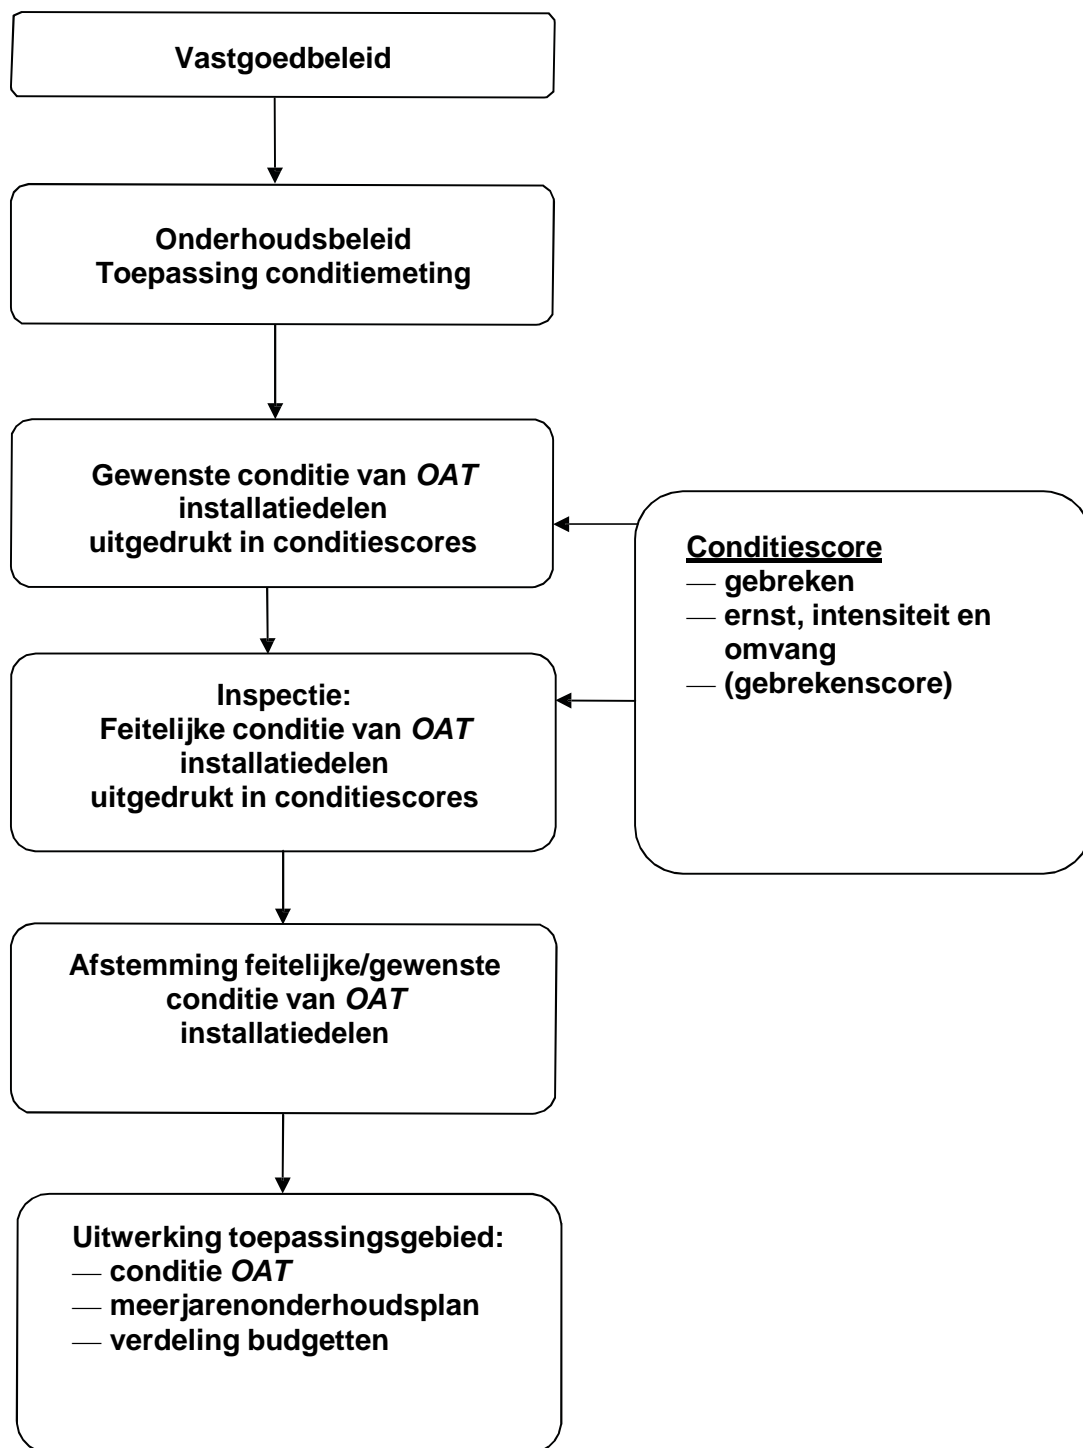 Vastgoedbeleid
Onderhoudsbeleid
Toepassing conditiemeting
Gewenste conditie van OAT
installatiedelen
uitgedrukt in conditiescores
Conditiescore
— gebreken
— ernst, intensiteit en
omvang
— (gebrekenscore)
Inspectie:
Feitelijke conditie van OAT
installatiedelen
uitgedrukt in conditiescores
Afstemming feitelijke/gewenste
conditie van OAT
installatiedelen
Uitwerking toepassingsgebied:
— conditie OAT
— meerjarenonderhoudsplan
— verdeling budgetten